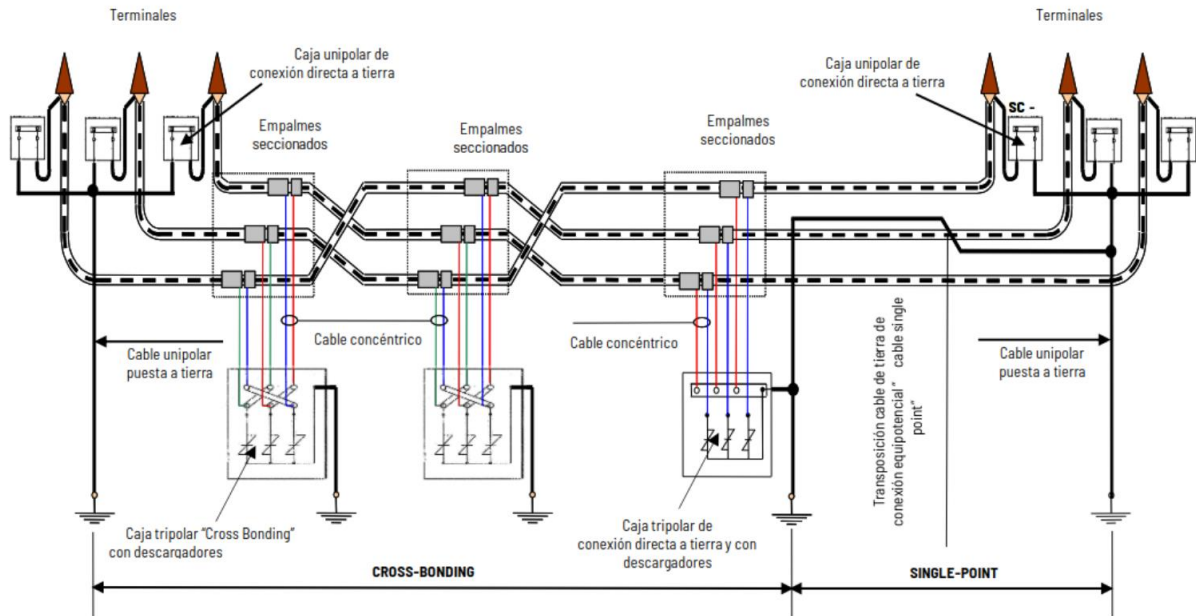 Terminales
Terminales
Caja unipolar de
conexión directa a tierra
Caja unipolar de
conexión directa a tierra
SC -
Empalmes
seccionados
Empalmes
seccionados
Empalmes
seccionados
Cable unipolar
puesta a tierra
Cable concéntrico
Cable concéntrico
Transposición cable de tierra de
conexión equipotencial" cable single
point"
Cable unipolar
puesta a tierra
Caja tripolar "Cross Bonding"
con descargadores
Caja tripolar de
conexión directa a tierra y con
descargadores
CROSS-BONDING
SINGLE-POINT